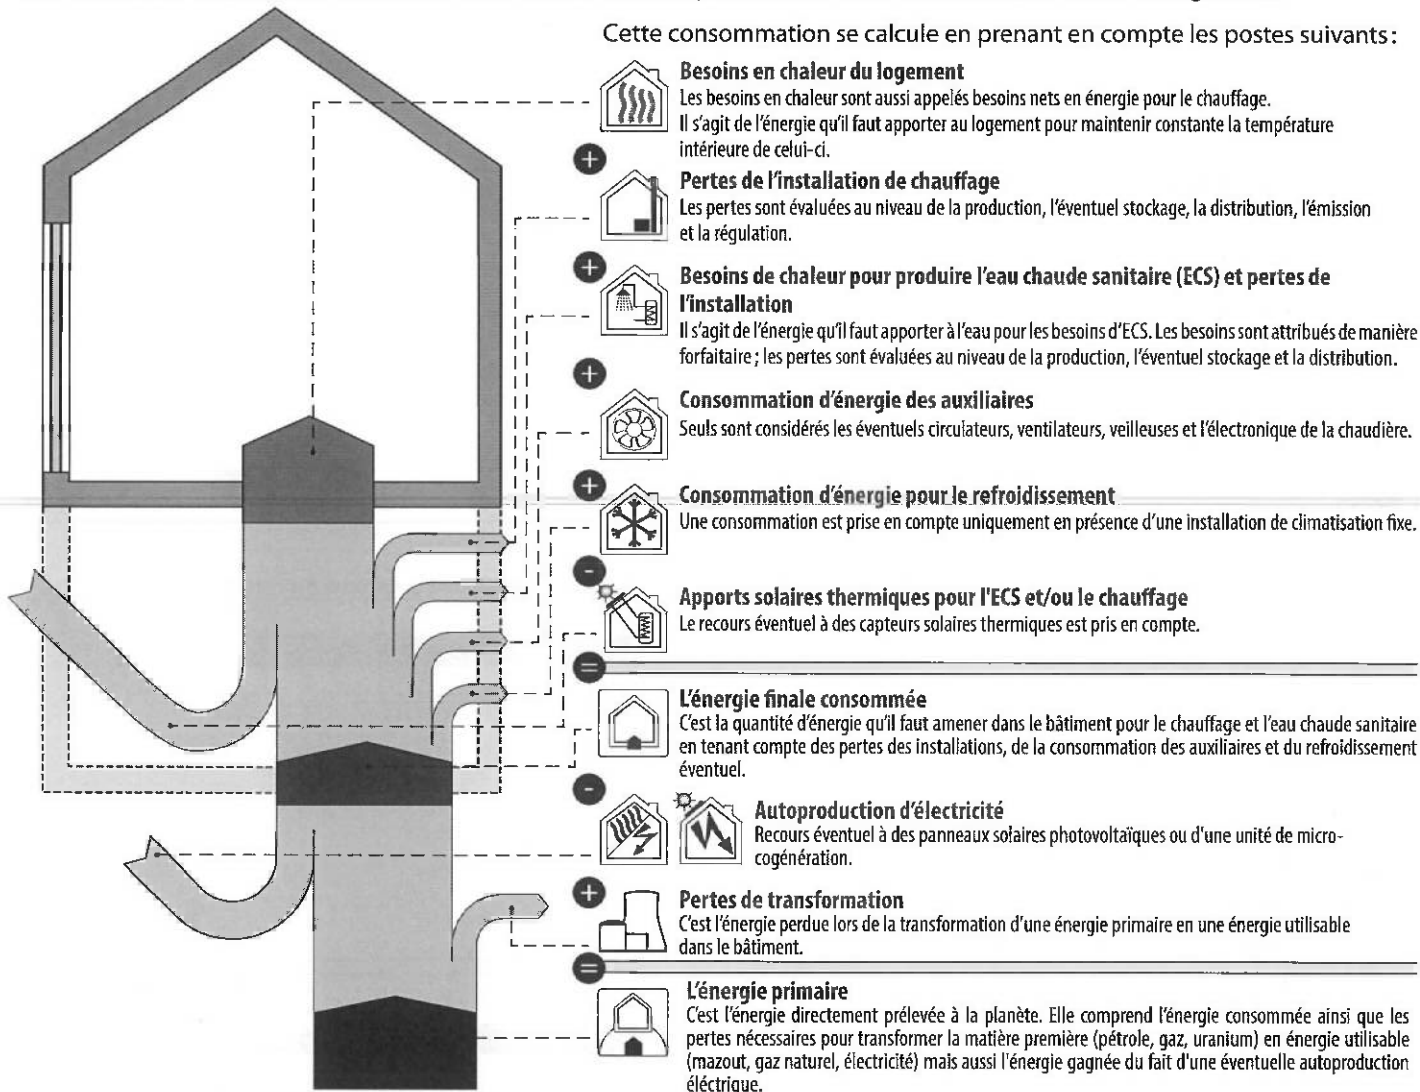 Cette consommation se calcule en prenant en compte les postes suivants:
Besoins en chaleur du logement
Les besoins en chaleur sont aussi appelés besoins nets en énergie pour le chauffage.
Il s'agit de l'énergie qu'il faut apporter au logement pour maintenir constante la température
intérieure de celui-ci.
+
Pertes de l'installation de chauffage
Les pertes sont évaluées au niveau de la production, l'éventuel stockage, la distribution, l'émission
et la régulation.
+
Besoins de chaleur pour produire l'eau chaude sanitaire (ECS) et pertes de
l'installation
Il s'agit de l'énergie qu'il faut apporter à l'eau pour les besoins d'ECS. Les besoins sont attribués de manière
forfaitaire; les pertes sont évaluées au niveau de la production, l'éventuel stockage et la distribution.
+
Consommation d'énergie des auxiliaires
Seuls sont considérés les éventuels circulateurs, ventilateurs, veilleuses et l'électronique de la chaudière.
+
Consommation d'énergie pour le refroidissement
Une consommation est prise en compte uniquement en présence d'une installation de climatisation fixe.
-
Apports solaires thermiques pour l'ECS et/ou le chauffage
Le recours éventuel à des capteurs solaires thermiques est pris en compte.
=
L'énergie finale consommée
C'est la quantité d'énergie qu'il faut amener dans le bâtiment pour le chauffage et l'eau chaude sanitaire
en tenant compte des pertes des installations, de la consommation des auxiliaires et du refroidissement
éventuel.
-
Autoproduction d'électricité
Recours éventuel à des panneaux solaires photovoltaïques ou d'une unité de micro-
cogénération.
+
Pertes de transformation
C'est l'énergie perdue lors de la transformation d'une énergie primaire en une énergie utilisable
dans le bâtiment.
=
L'énergie primaire
C'est l'énergie directement prélevée à la planète. Elle comprend l'énergie consommée ainsi que les
pertes nécessaires pour transformer la matière première (pétrole, gaz, uranium) en énergie utilisable
(mazout, gaz naturel, électricité) mais aussi l'énergie gagnée du fait d'une éventuelle autoproduction
éléctrique.